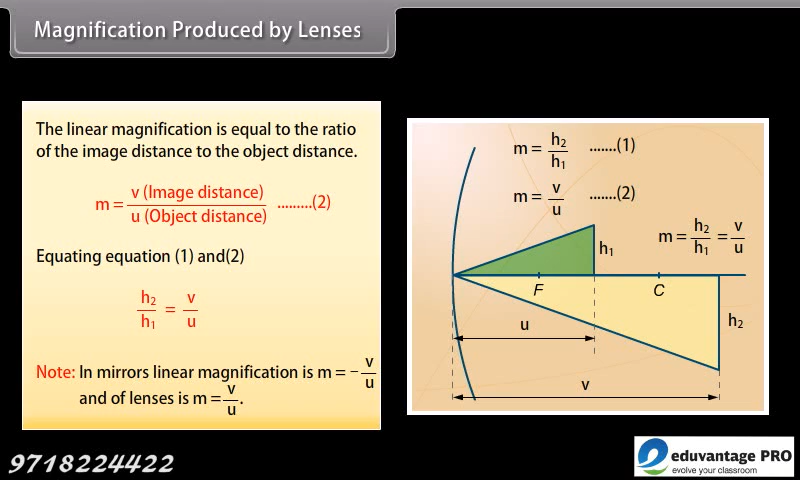 Magnification Produced by Lenses
The linear magnification is equal to the ratio
of the image distance to the object distance.
m = v (Image distance) / u (Object distance) .........(2)
Equating equation (1) and(2)
h₂/h₁ = v/u
Note: In mirrors linear magnification is m = – v/u
and of lenses is m = v/u.
m = h₂/h₁ .......(1)
m = v/u .......(2)
m = h₂/h₁ = v/u
h₁
F
C
h₂
u
v
9718224422
eduvantage PRO
evolve your classroom